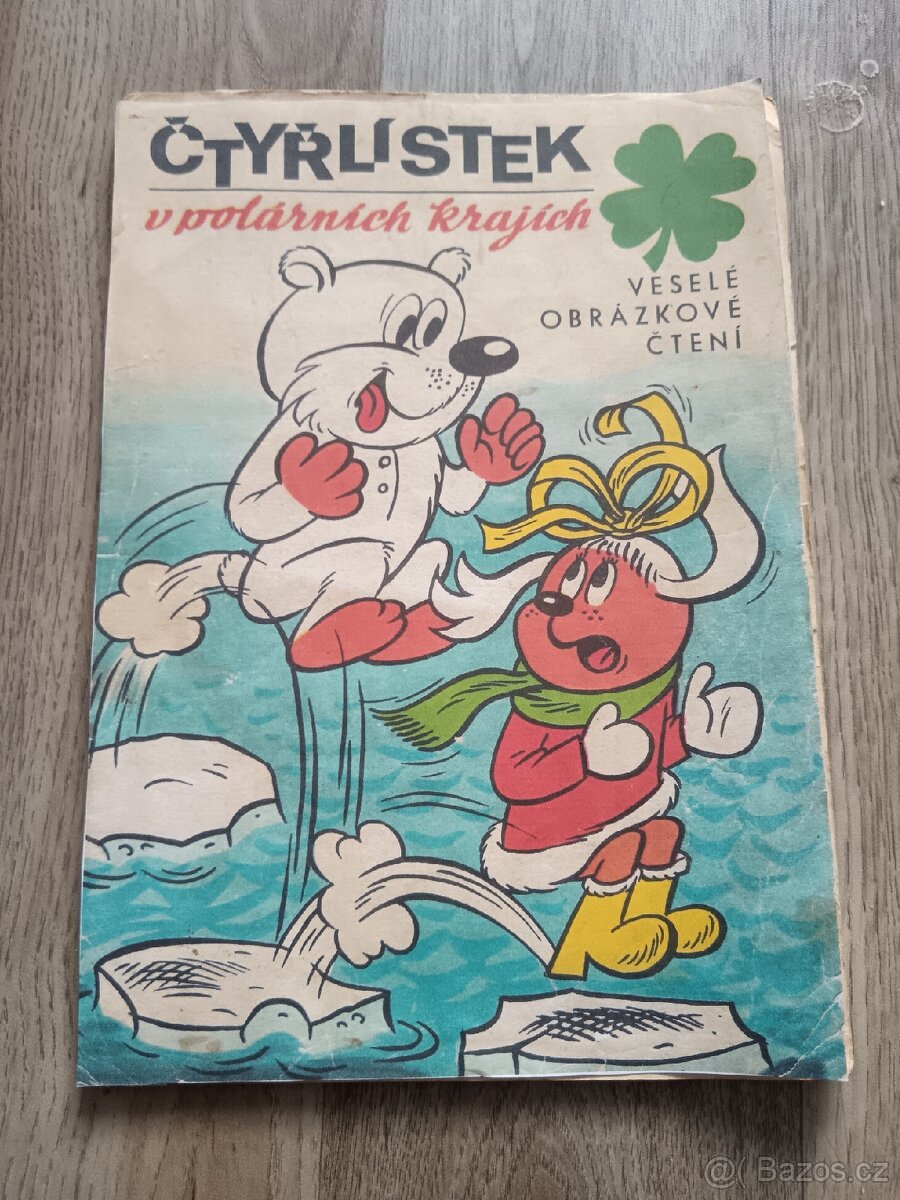 ČTYŘLÍSTEK
v polárních krajích
VESELÉ
OBRÁZKOVÉ
ČTENÍ
@( Bazos.cz